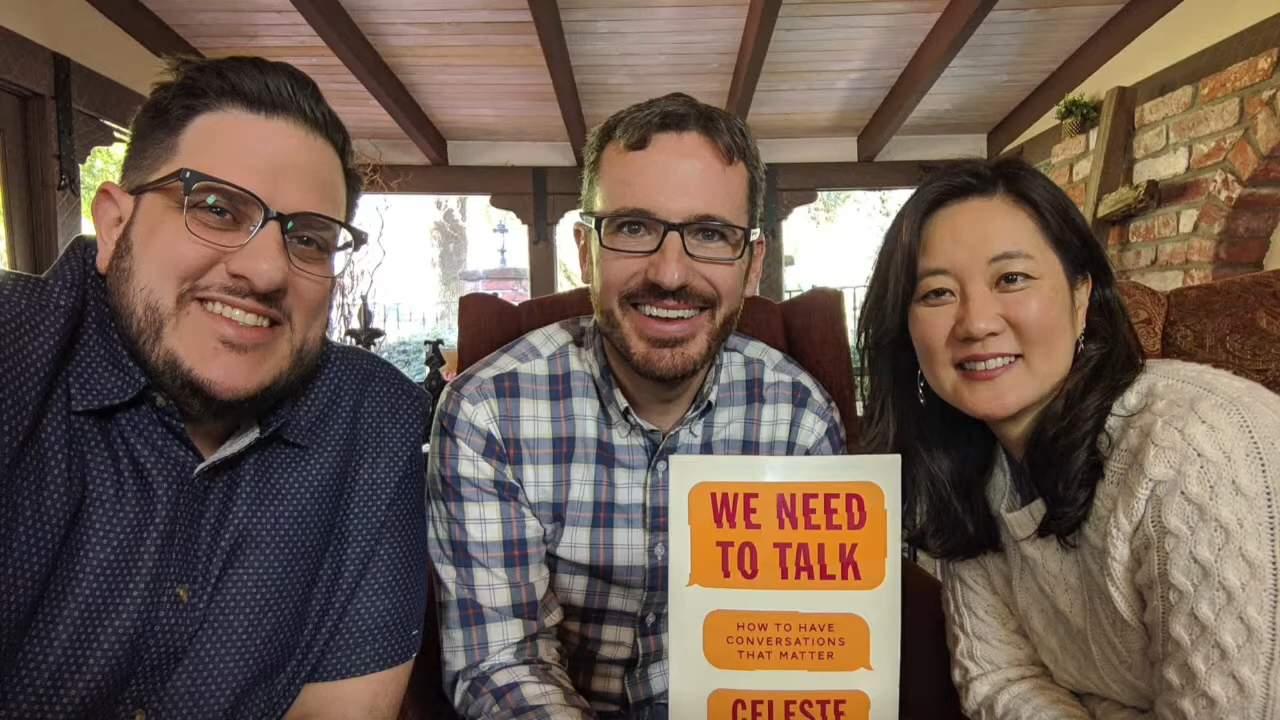 WE NEED
TO TALK
HOW TO HAVE
CONVERSATIONS
THAT MATTER
CELESTE